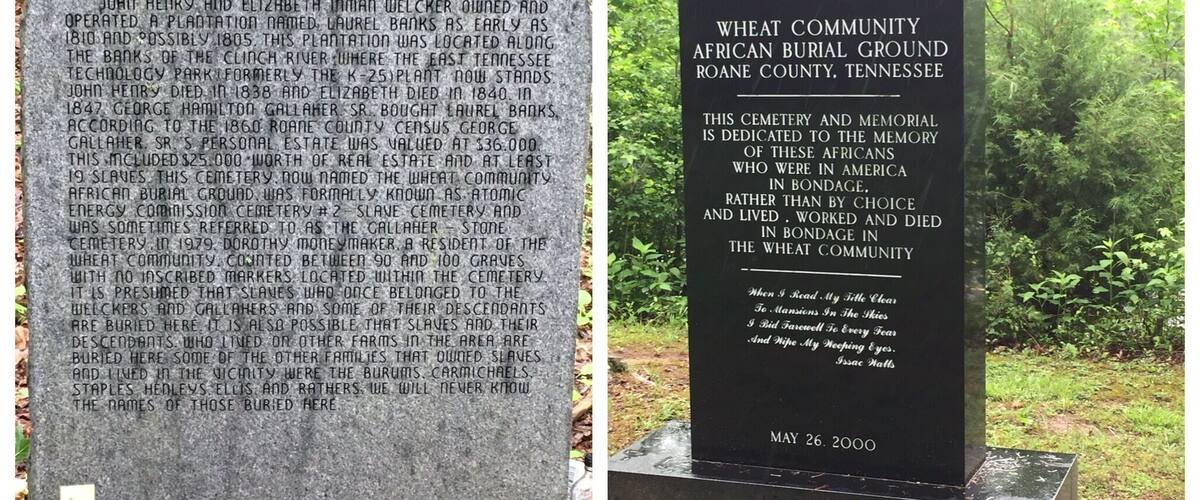 JOHN HENRY AND ELIZABETH INMAN WELCKER OWNED AND
OPERATED A PLANTATION NAMED LAUREL BANKS AS EARLY AS
1810 AND POSSIBLY 1805. THIS PLANTATION WAS LOCATED ALONG
THE BANKS OF THE CLINCH RIVER WHERE THE EAST TENNESSEE
TECHNOLOGY PARK (FORMERLY THE K-25) PLANT NOW STANDS.
JOHN HENRY DIED IN 1838 AND ELIZABETH DIED IN 1840. IN
1847, GEORGE HAMILTON GALLAHER, SR. BOUGHT LAUREL BANKS.
ACCORDING TO THE 1860 ROANE COUNTY CENSUS GEORGE
GALLAHER, SR.'S PERSONAL ESTATE WAS VALUED AT $36,000.
THIS INCLUDED $25,000 WORTH OF REAL ESTATE AND AT LEAST
19 SLAVES. THIS CEMETERY, NOW NAMED THE WHEAT COMMUNITY
AFRICAN BURIAL GROUND, WAS FORMALLY KNOWN AS ATOMIC
ENERGY COMMISSION CEMETERY #2 - SLAVE CEMETERY AND
WAS SOMETIMES REFERRED TO AS THE GALLAHER - STONE
CEMETERY. IN 1979, DOROTHY MONEYMAKER, A RESIDENT OF THE
WHEAT COMMUNITY, COUNTED BETWEEN 90 AND 100 GRAVES
WITH NO INSCRIBED MARKERS, LOCATED WITHIN THE CEMETERY.
IT IS PRESUMED THAT SLAVES WHO ONCE BELONGED TO THE
WELCKERS AND GALLAHERS AND SOME OF THEIR DESCENDANTS
ARE BURIED HERE. IT IS ALSO POSSIBLE THAT SLAVES AND THEIR
DESCENDANTS, WHO LIVED ON OTHER FARMS IN THE AREA ARE
BURIED HERE. SOME OF THE OTHER FAMILIES THAT OWNED SLAVES
AND LIVED IN THE VICINITY WERE THE BURUMS, CARMICHAELS,
STAPLES, HENLEYS, ELLIS, AND RATHERS. WE WILL NEVER KNOW
THE NAMES OF THOSE BURIED HERE.
WHEAT COMMUNITY
AFRICAN BURIAL GROUND
ROANE COUNTY, TENNESSEE
THIS CEMETERY AND MEMORIAL
IS DEDICATED TO THE MEMORY
OF THESE AFRICANS
WHO WERE IN AMERICA
IN BONDAGE,
RATHER THAN BY CHOICE
AND LIVED , WORKED AND DIED
IN BONDAGE IN
THE WHEAT COMMUNITY
When I Read My Title Clear
To Mansions In The Skies
I Bid Farewell To Every Fear
And Wipe My Weeping Eyes.
Issac Watts
MAY 26, 2000